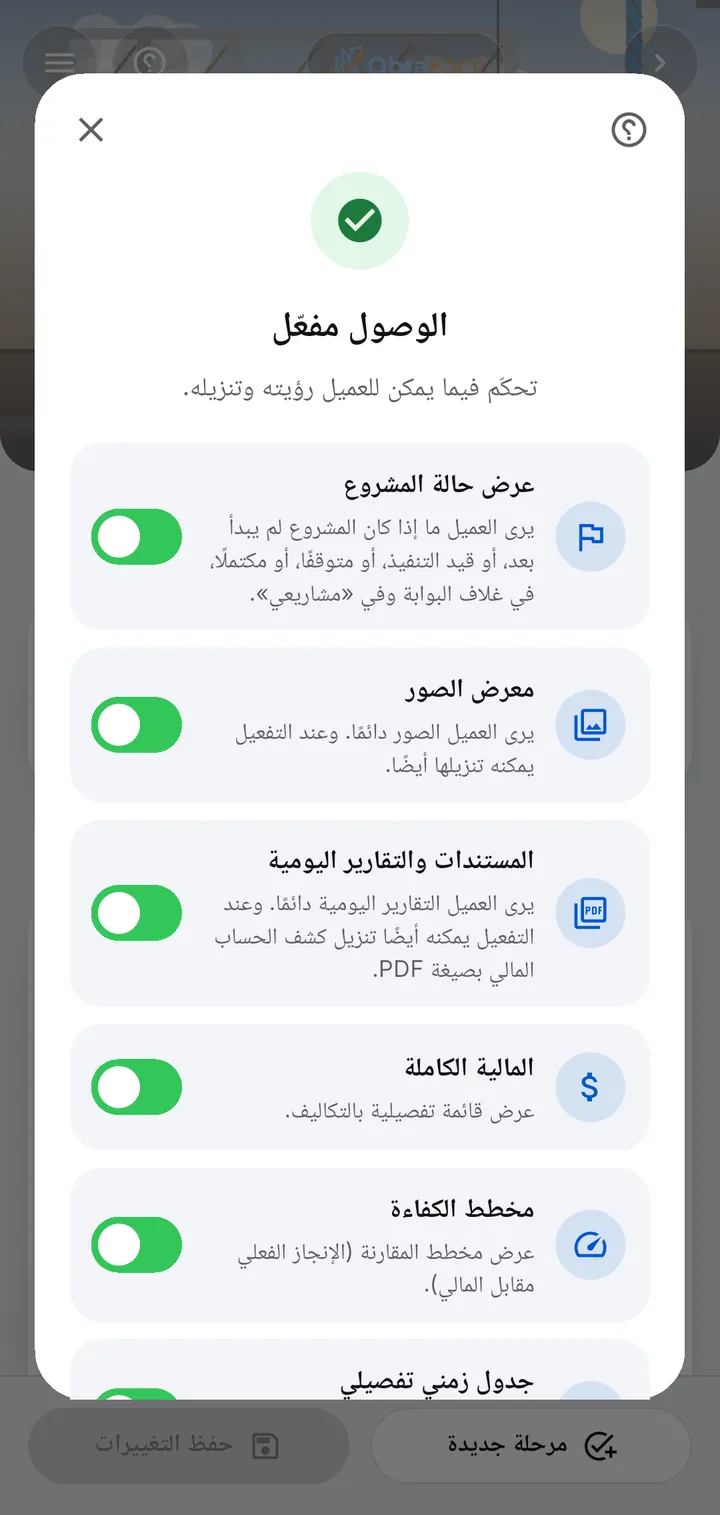 الوصول مفعّل
تحكّم فيما يمكن للعميل رؤيته وتنزيله.
عرض حالة المشروع
يرى العميل ما إذا كان المشروع لم يبدأ
بعد، أو قيد التنفيذ، أو متوقفًا، أو مكتملًا،
في غلاف البوابة وفي «مشاريعي».
معرض الصور
يرى العميل الصور دائمًا. وعند التفعيل
يمكنه تنزيلها أيضًا.
المستندات والتقارير اليومية
يرى العميل التقارير اليومية دائمًا. وعند
التفعيل يمكنه أيضًا تنزيل كشف الحساب
المالي بصيغة PDF.
PDF
المالية الكاملة
عرض قائمة تفصيلية بالتكاليف.
مخطط الكفاءة
عرض مخطط المقارنة (الإنجاز الفعلي
مقابل المالي).
جدول زمني تفصيلي
مرحلة جديدة
حفظ التغييرات